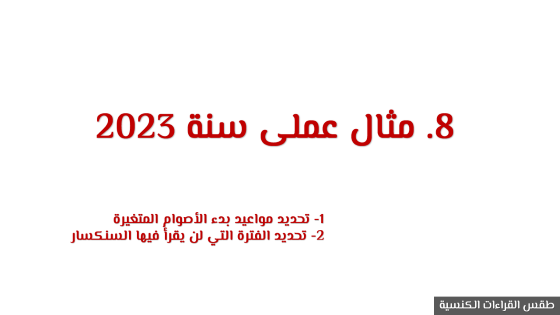 8. مثال عملى سنة 2023
1- تحديد مواعيد بدء الأصوام المتغيرة
2- تحديد الفترة التي لن يقرأ فيها السنكسار
طقس القراءات الكنسية